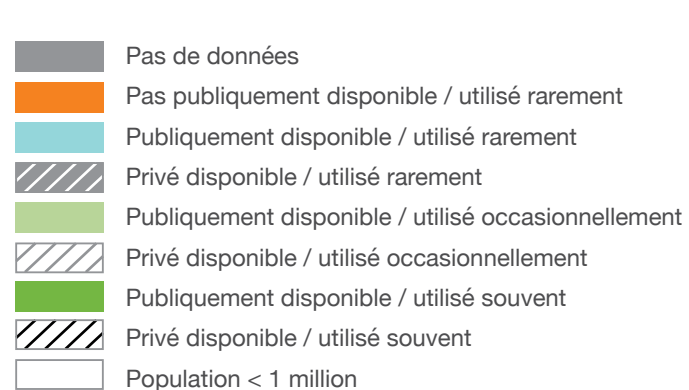 Pas de données
Pas publiquement disponible / utilisé rarement
Publiquement disponible / utilisé rarement
Privé disponible / utilisé rarement
Publiquement disponible / utilisé occasionnellement
Privé disponible / utilisé occasionnellement
Publiquement disponible / utilisé souvent
Privé disponible / utilisé souvent
Population < 1 million